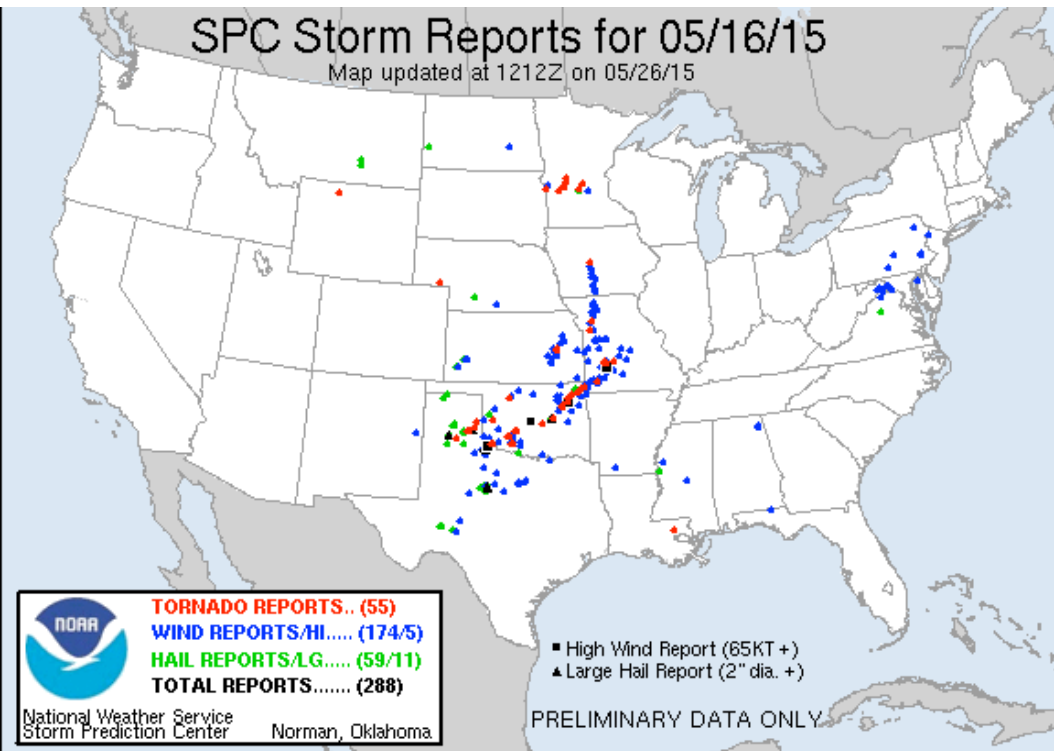 SPC Storm Reports for 05/16/15
Map updated at 1212Z on 05/26/15
NOAA
TORNADO REPORTS.. (55)
WIND REPORTS/HI..... (174/5)
HAIL REPORTS/LG..... (59/11)
TOTAL REPORTS....... (288)
National Weather Service
Storm Prediction Center Norman, Oklahoma
High Wind Report (65KT +)
Large Hail Report (2" dia. +)
PRELIMINARY DATA ONLY